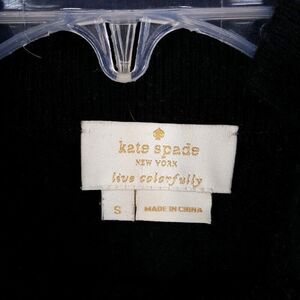 kate spade
NEW YORK
live colorfully
S
MADE IN CHINA